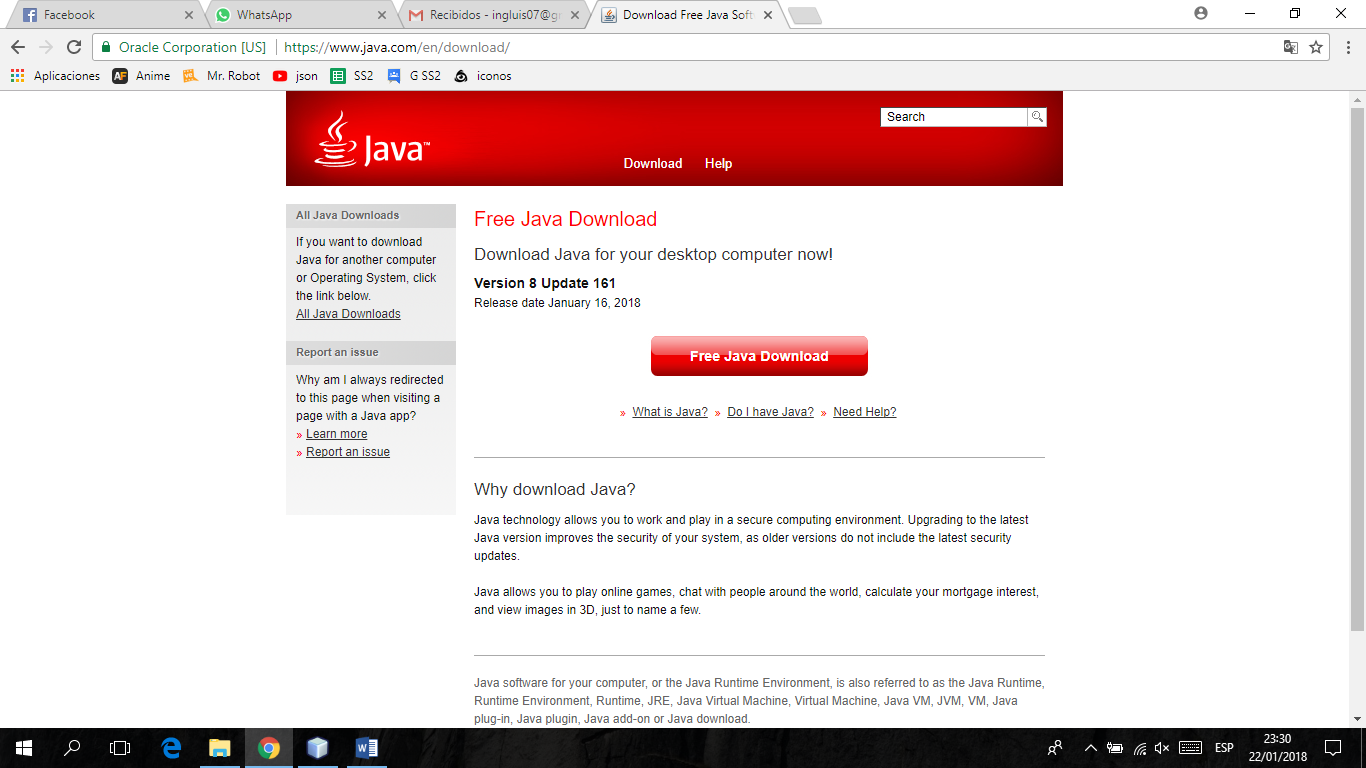 Facebook
WhatsApp
Recibidos - ingluis07@g
Download Free Java Soft
Oracle Corporation [US]
https://www.java.com/en/download/
Aplicaciones
AF Anime
Mr. Robot
json
SS2
G SS2
iconos
Java™
Search
Download
Help
All Java Downloads
If you want to download
Java for another computer
or Operating System, click
the link below.
All Java Downloads
Report an issue
Why am I always redirected
to this page when visiting a
page with a Java app?
» Learn more
» Report an issue
Free Java Download
Download Java for your desktop computer now!
Version 8 Update 161
Release date January 16, 2018
Free Java Download
» What is Java? » Do I have Java? » Need Help?
Why download Java?
Java technology allows you to work and play in a secure computing environment. Upgrading to the latest
Java version improves the security of your system, as older versions do not include the latest security
updates.
Java allows you to play online games, chat with people around the world, calculate your mortgage interest,
and view images in 3D, just to name a few.
Java software for your computer, or the Java Runtime Environment, is also referred to as the Java Runtime,
Runtime Environment, Runtime, JRE, Java Virtual Machine, Virtual Machine, Java VM, JVM, VM, Java
plug-in, Java plugin, Java add-on or Java download.
ESP
23:30
22/01/2018